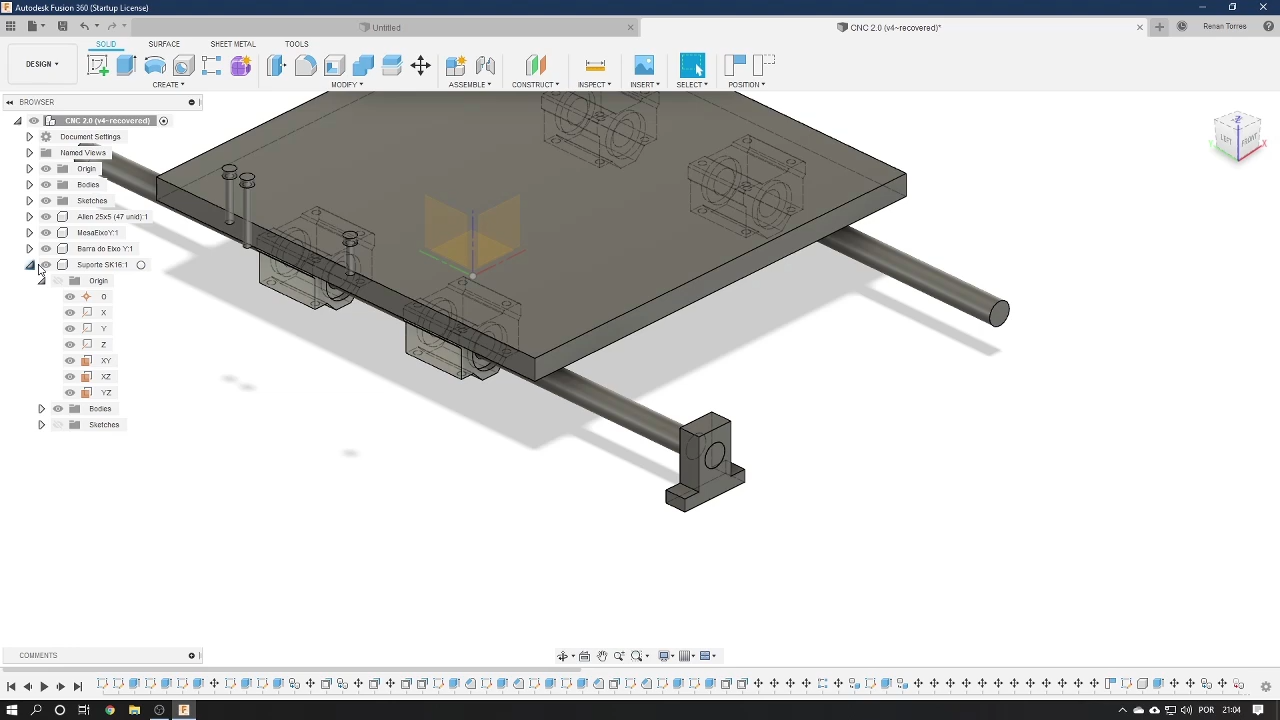 Autodesk Fusion 360 (Startup License)
Untitled
CNC 2.0 (v4~recovered)*
Renan Torres
SOLID
SURFACE
SHEET METAL
TOOLS
DESIGN
CREATE
MODIFY
ASSEMBLE
CONSTRUCT
INSPECT
INSERT
SELECT
POSITION
BROWSER
CNC 2.0 (v4~recovered)
Document Settings
Named Views
Origin
Bodies
Sketches
Allen 25x5 (47 unid):1
MesaEixoY:1
Barra do Eixo Y:1
Suporte SK16:1
Origin
O
X
Y
Z
XY
XZ
YZ
Bodies
Sketches
Z
LEFT
FRONT
X
COMMENTS
POR
21:04